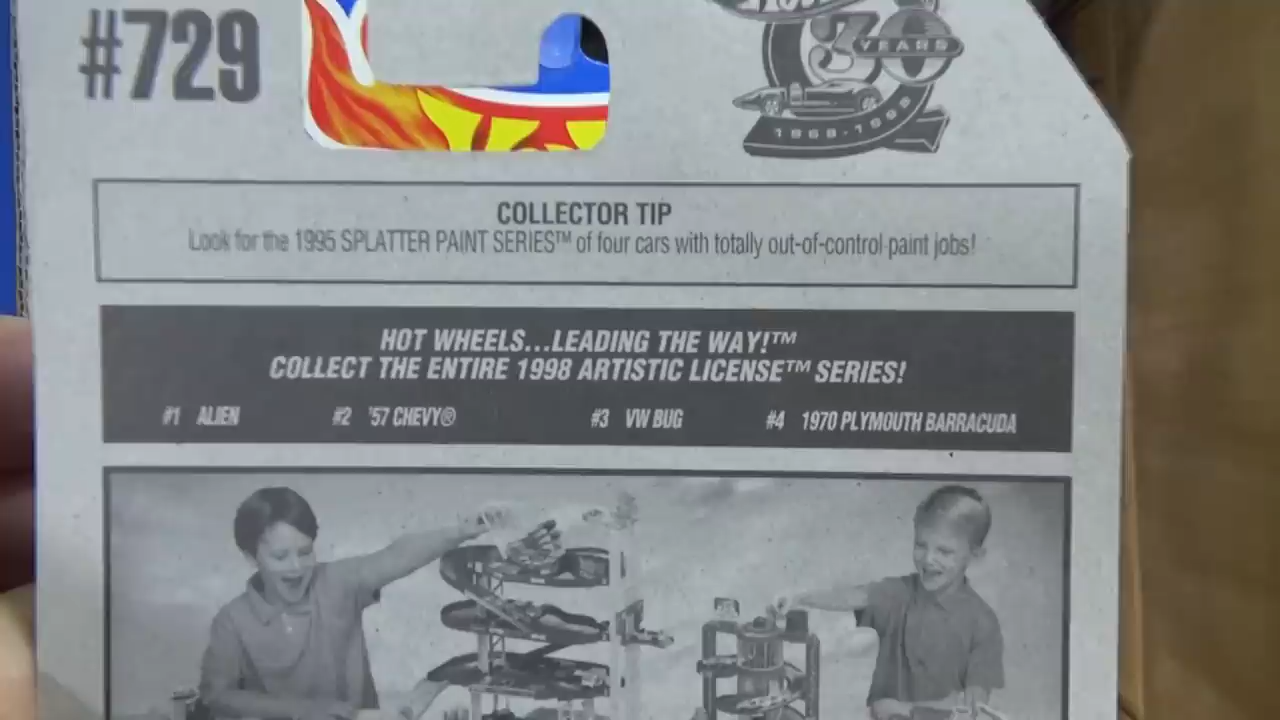 #729
30 YEARS
1968-1998
COLLECTOR TIP
Look for the 1995 SPLATTER PAINT SERIES™ of four cars with totally out-of-control paint jobs!
HOT WHEELS...LEADING THE WAY!™
COLLECT THE ENTIRE 1998 ARTISTIC LICENSE™ SERIES!
#1 ALIEN #2 '57 CHEVY® #3 VW BUG #4 1970 PLYMOUTH BARRACUDA